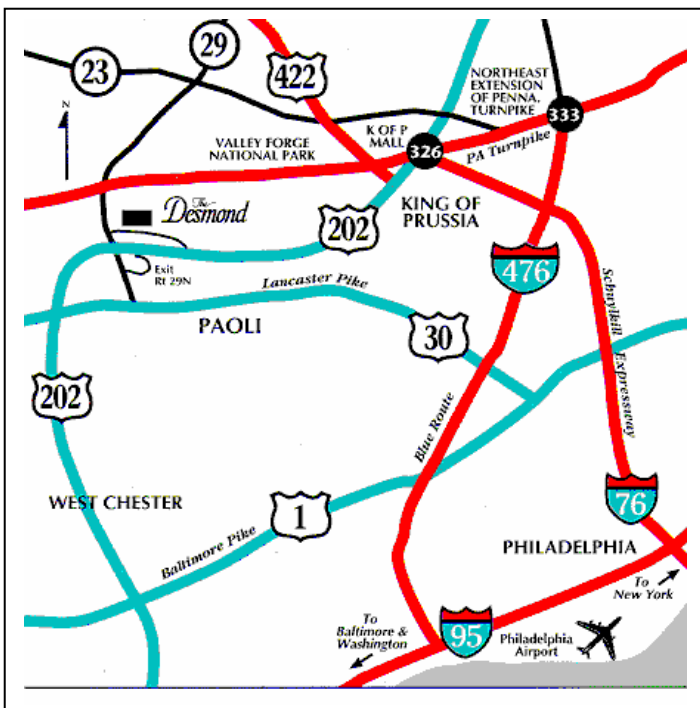 29
23
422
NORTHEAST
EXTENSION
OF PENNA.
TURNPIKE
333
N
K OF P
MALL
VALLEY FORGE
NATIONAL PARK
326
PA Turnpike
The
Desmond
202
KING OF
PRUSSIA
476
Exit
Rt 29N
Lancaster Pike
Schuylkill Expressway
PAOLI
30
202
Blue Route
WEST CHESTER
1
76
Baltimore Pike
PHILADELPHIA
To
New York
To
Baltimore &
Washington
95
Philadelphia
Airport